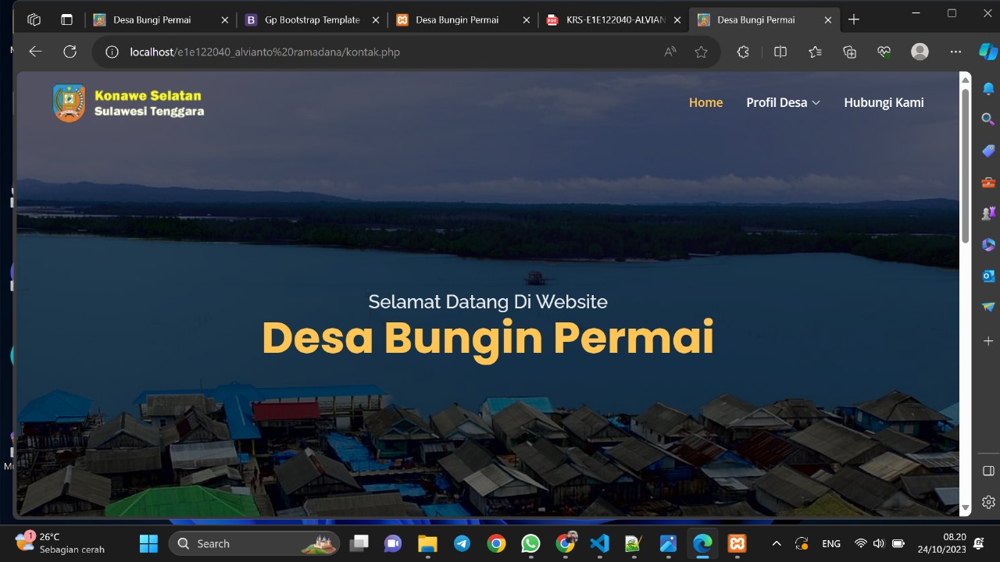 Desa Bungi Permai
Gp Bootstrap Template
Desa Bungin Permai
KRS-E1E122040-ALVIAN
Desa Bungi Permai
localhost/e1e122040_alvianto%20ramadana/kontak.php
Konawe Selatan
Sulawesi Tenggara
Home
Profil Desa
Hubungi Kami
Selamat Datang Di Website
Desa Bungin Permai
1
26°C
Sebagian cerah
Search
ENG
08.20
24/10/2023